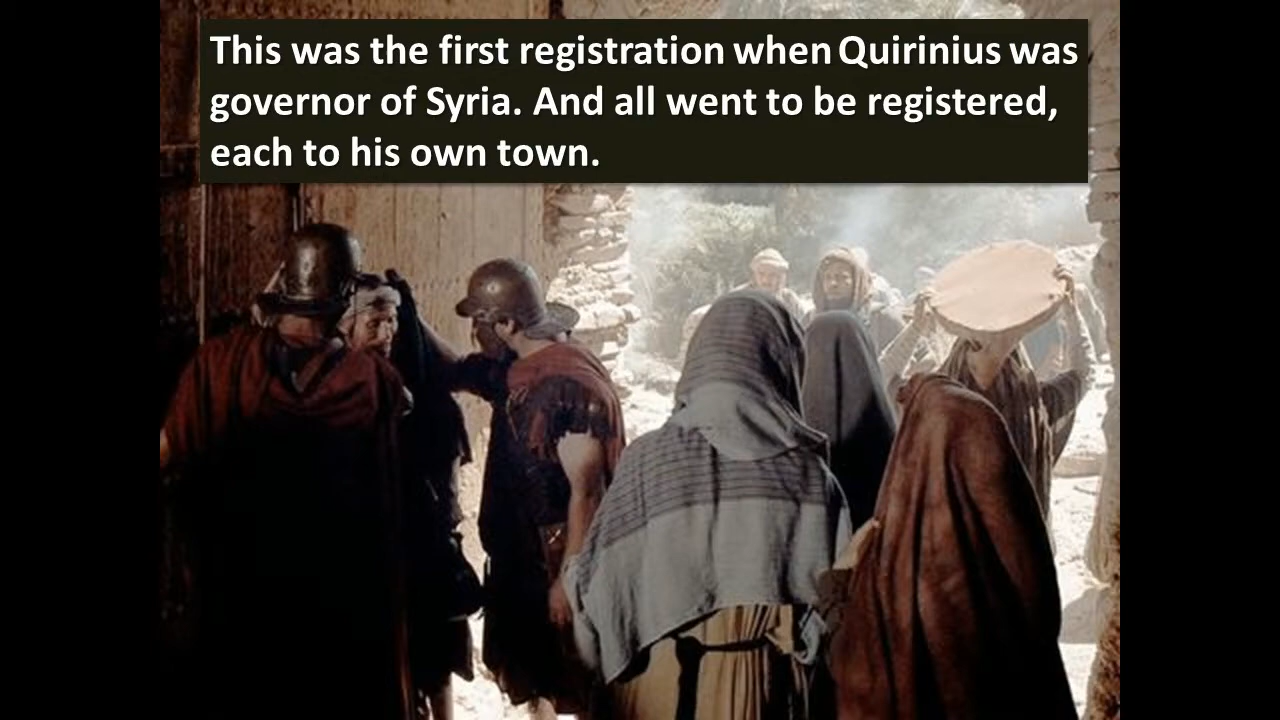 This was the first registration when Quirinius was
governor of Syria. And all went to be registered,
each to his own town.